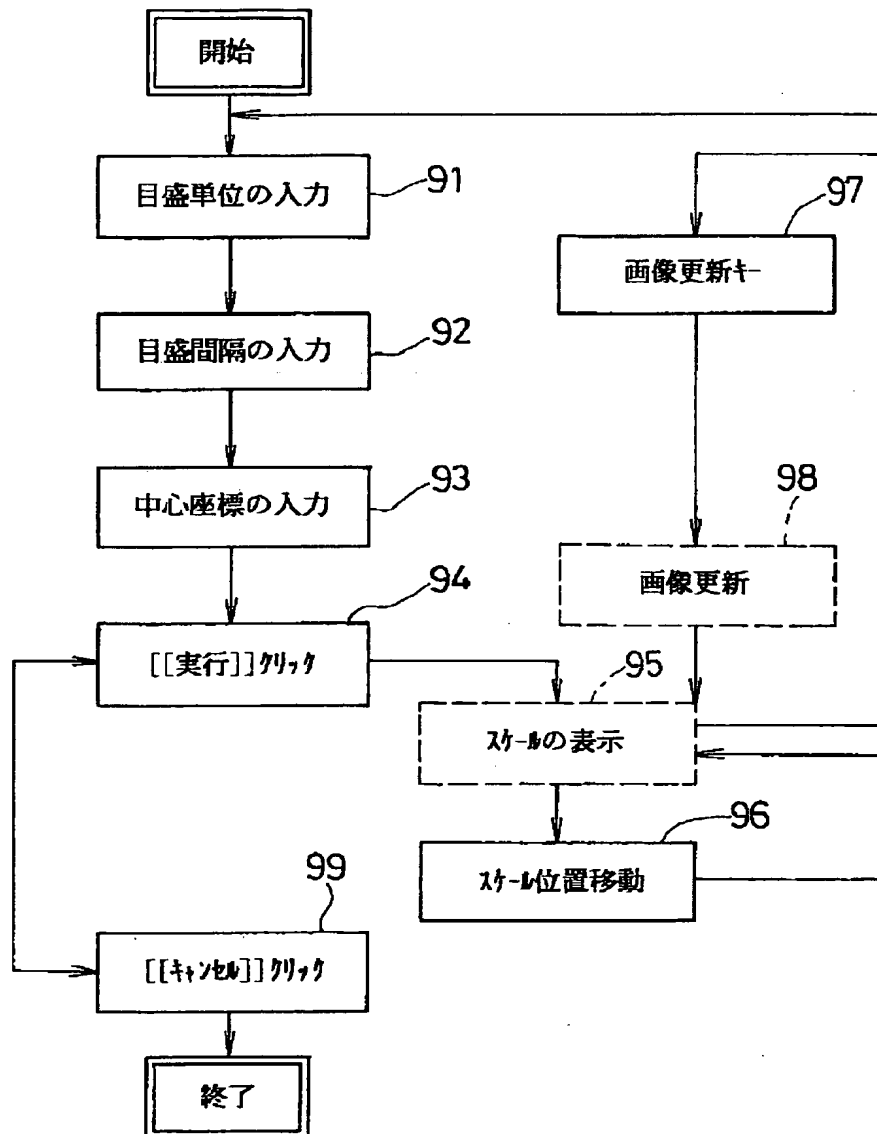 開始
目盛単位の入力
91
目盛間隔の入力
92
中心座標の入力
93
[[実行]]ｸﾘｯｸ
94
画像更新ｷｰ
97
画像更新
98
ｽｹｰﾙの表示
95
ｽｹｰﾙ位置移動
96
[[ｷｬﾝｾﾙ]]ｸﾘｯｸ
99
終了